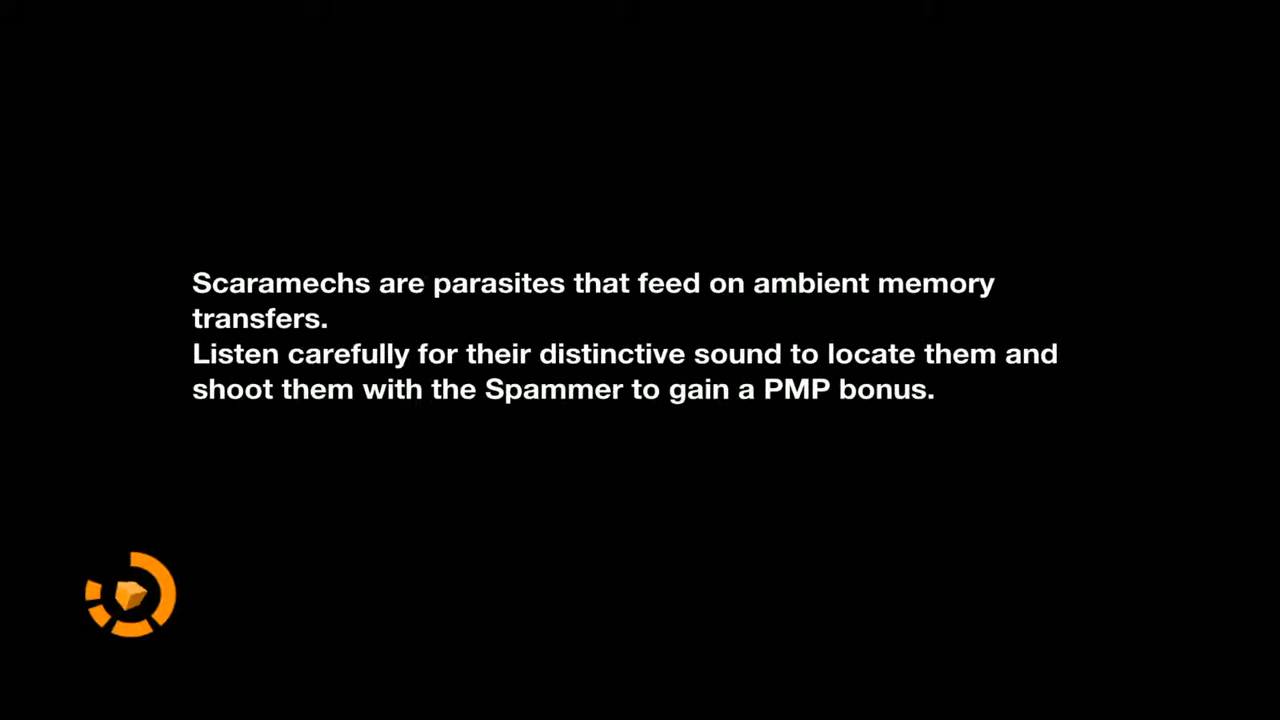 Scaramechs are parasites that feed on ambient memory
transfers.
Listen carefully for their distinctive sound to locate them and
shoot them with the Spammer to gain a PMP bonus.